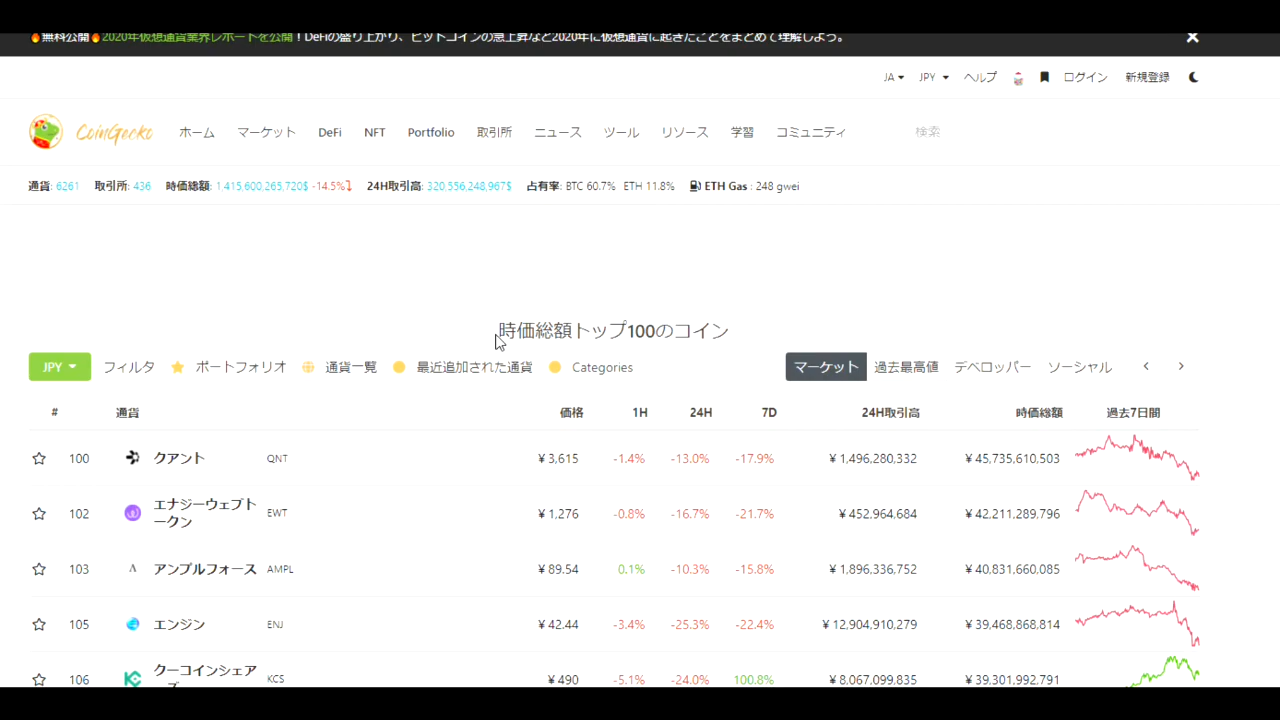 🔥無料公開🔥2020年仮想通貨業界レポートを公開！DeFiの盛り上がり、ビットコインの急上昇など2020年に仮想通貨に起きたことをまとめて理解しよう。
JA JPY ヘルプ ログイン 新規登録
CoinGecko ホーム マーケット DeFi NFT Portfolio 取引所 ニュース ツール リソース 学習 コミュニティ 検索
通貨: 6261 取引所: 436 時価総額: 1,415,600,265,720$ -14.5% 24H取引高: 320,556,248,967$ 占有率: BTC 60.7% ETH 11.8% ETH Gas : 248 gwei
時価総額トップ100のコイン
JPY フィルタ ポートフォリオ 通貨一覧 最近追加された通貨 Categories マーケット 過去最高値 デベロッパー ソーシャル
# 通貨 価格 1H 24H 7D 24H取引高 時価総額 過去7日間
100 クアント QNT ¥3,615 -1.4% -13.0% -17.9% ¥1,496,280,332 ¥45,735,610,503
102 エナジーウェブト
ークン EWT ¥1,276 -0.8% -16.7% -21.7% ¥452,964,684 ¥42,211,289,796
103 アンプルフォース AMPL ¥89.54 0.1% -10.3% -15.8% ¥1,896,336,752 ¥40,831,660,085
105 エンジン ENJ ¥42.44 -3.4% -25.3% -22.4% ¥12,904,910,279 ¥39,468,868,814
106 クーコインシェア
ズ KCS ¥490 -5.1% -24.0% 100.8% ¥8,067,099,835 ¥39,301,992,791